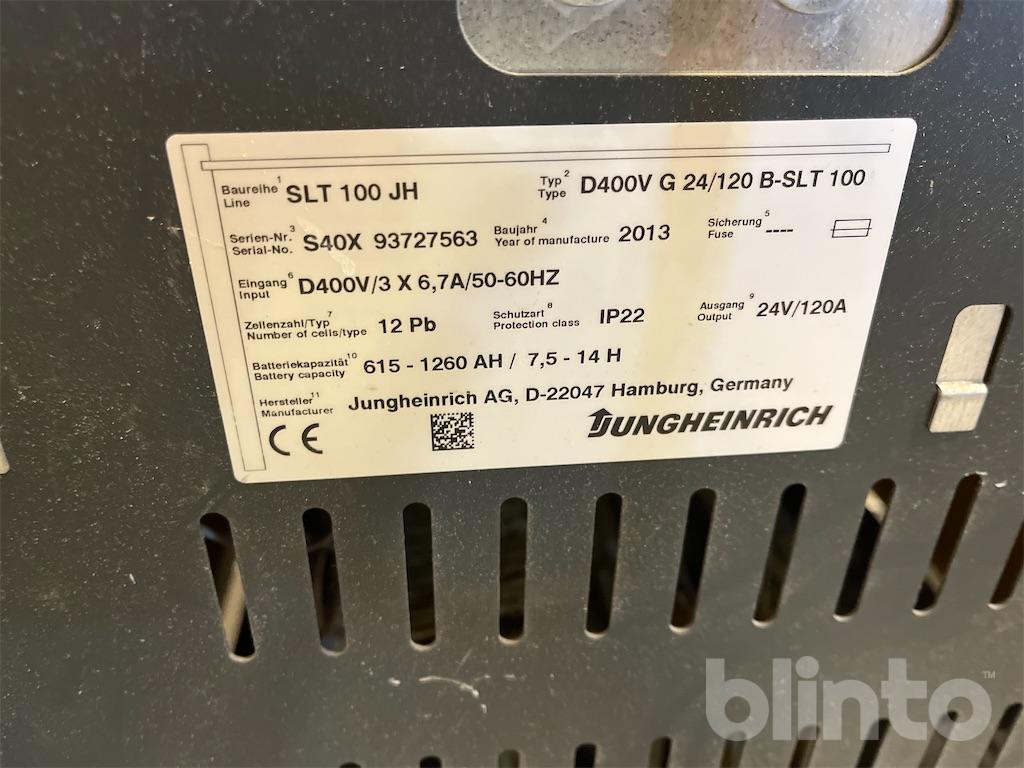 Baureihe 1 SLT 100 JH Typ 2 D400V G 24/120 B-SLT 100
Line Type
Serien-Nr. 3 S40X 93727563 Baujahr 4 2013 Sicherung 5 ----
Serial-No. Year of manufacture Fuse
Eingang 6 D400V/3 X 6,7A/50-60HZ
Input
Zellenzahl/Typ 7 12 Pb Schutzart 8 IP22 Ausgang 9 24V/120A
Number of cells/type Protection class Output
Batteriekapazität 10 615 - 1260 AH / 7,5 - 14 H
Battery capacity
Hersteller 11 Jungheinrich AG, D-22047 Hamburg, Germany
Manufacturer
CE JUNGHEINRICH
blinto™